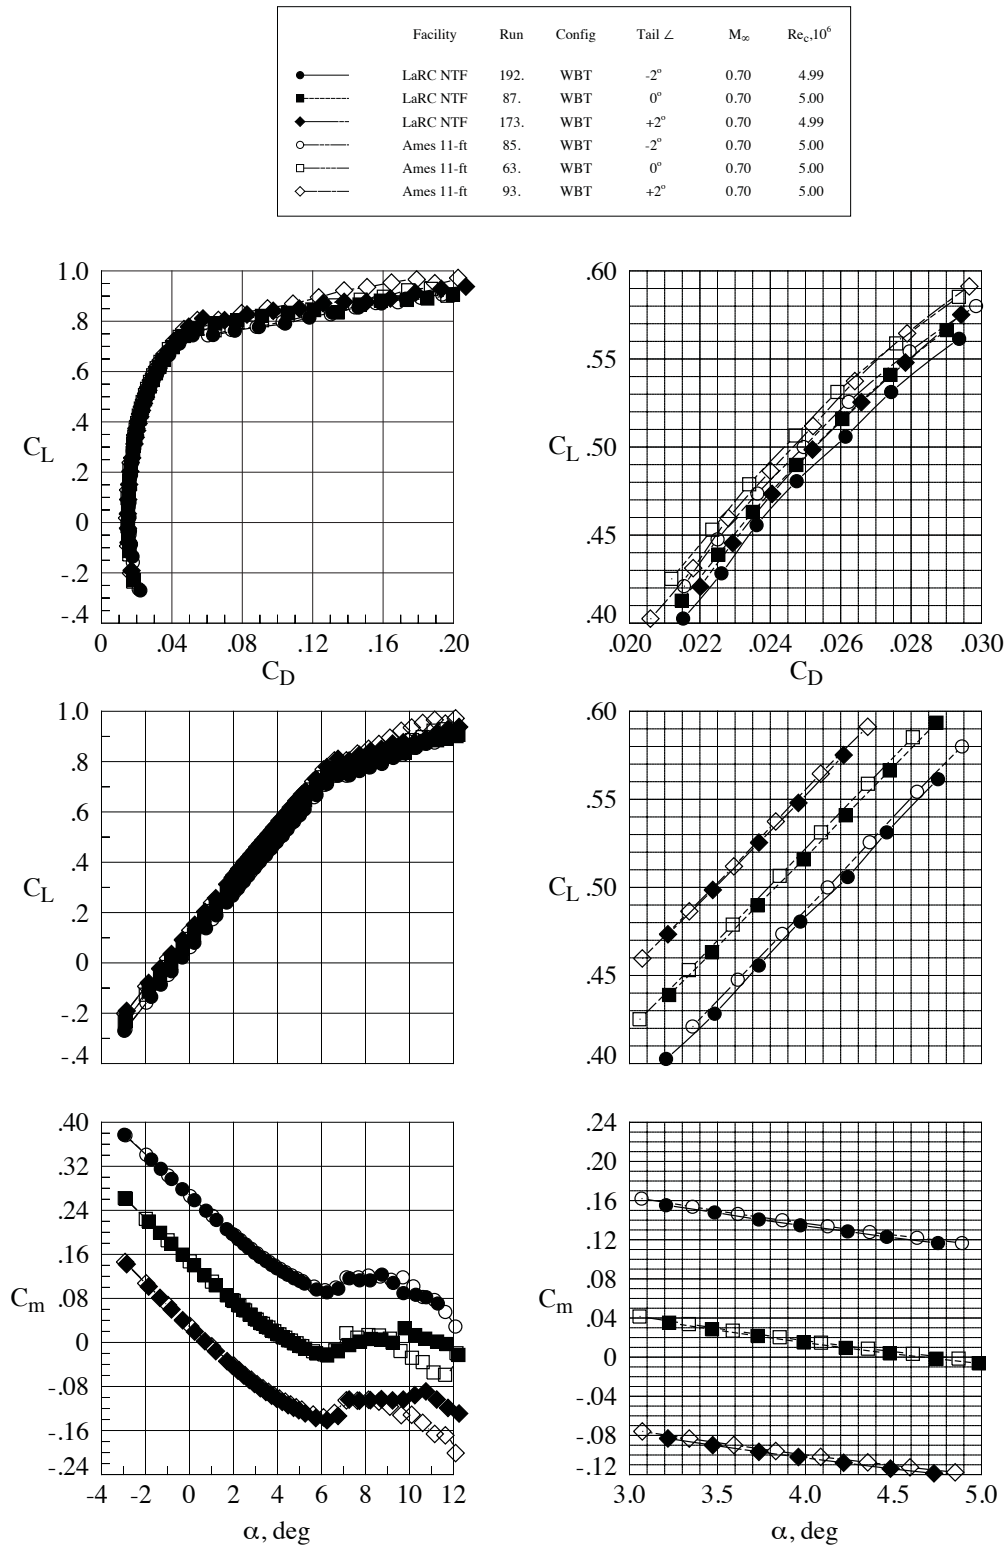 Facility Run Config Tail ∠ M∞ Rec,10⁶
LaRC NTF 192. WBT -2° 0.70 4.99
LaRC NTF 87. WBT 0° 0.70 5.00
LaRC NTF 173. WBT +2° 0.70 4.99
Ames 11-ft 85. WBT -2° 0.70 5.00
Ames 11-ft 63. WBT 0° 0.70 5.00
Ames 11-ft 93. WBT +2° 0.70 5.00
1.0
.8
.6
.4
.2
0
-.2
-.4
CL
0 .04 .08 .12 .16 .20
CD
.60
.55
.50
.45
.40
CL
.020 .022 .024 .026 .028 .030
CD
1.0
.8
.6
.4
.2
0
-.2
-.4
CL
.60
.55
.50
.45
.40
CL
.40
.32
.24
.16
.08
0
-.08
-.16
-.24
Cm
-4 -2 0 2 4 6 8 10 12
α, deg
.24
.20
.16
.12
.08
.04
0
-.04
-.08
-.12
Cm
3.0 3.5 4.0 4.5 5.0
α, deg